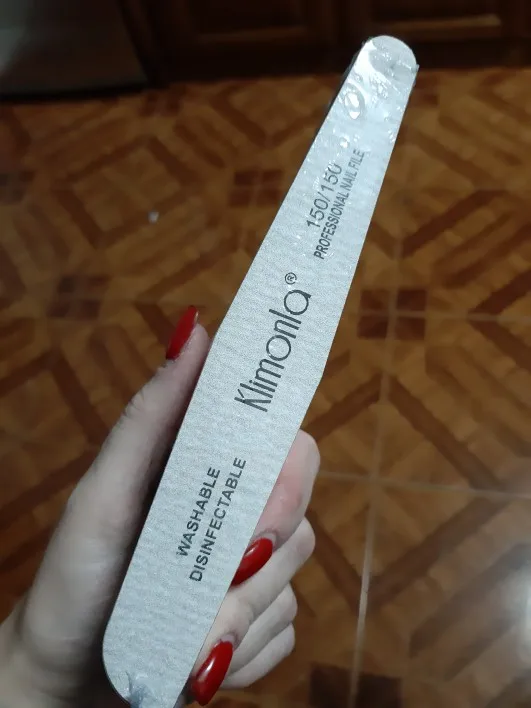 150/150
PROFESSIONAL NAIL FILE
Klimonla®
WASHABLE
DISINFECTABLE